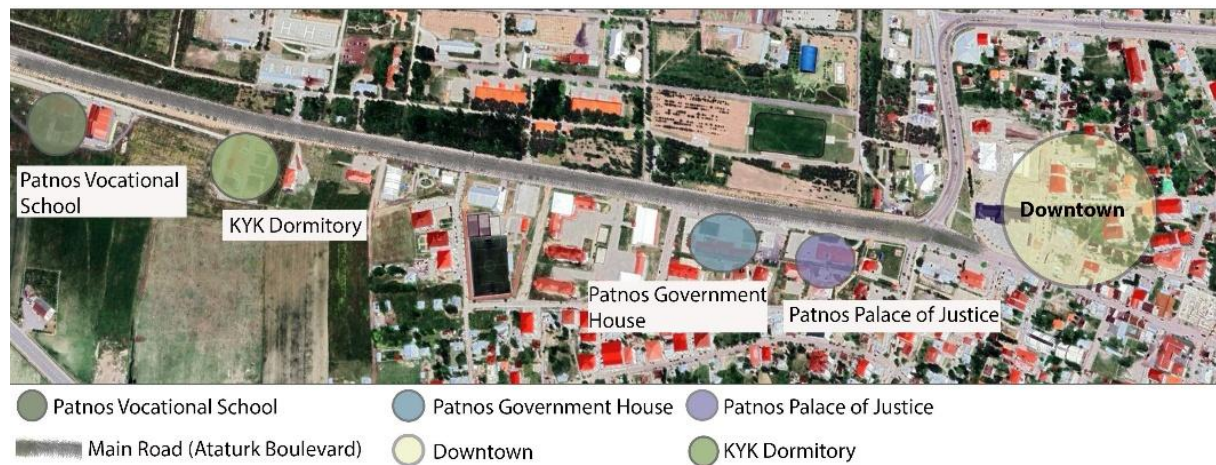 Patnos Vocational
School
KYK Dormitory
Patnos Government
House
Patnos Palace of Justice
Downtown
Patnos Vocational School
Patnos Government House
Patnos Palace of Justice
Main Road (Ataturk Boulevard)
Downtown
KYK Dormitory